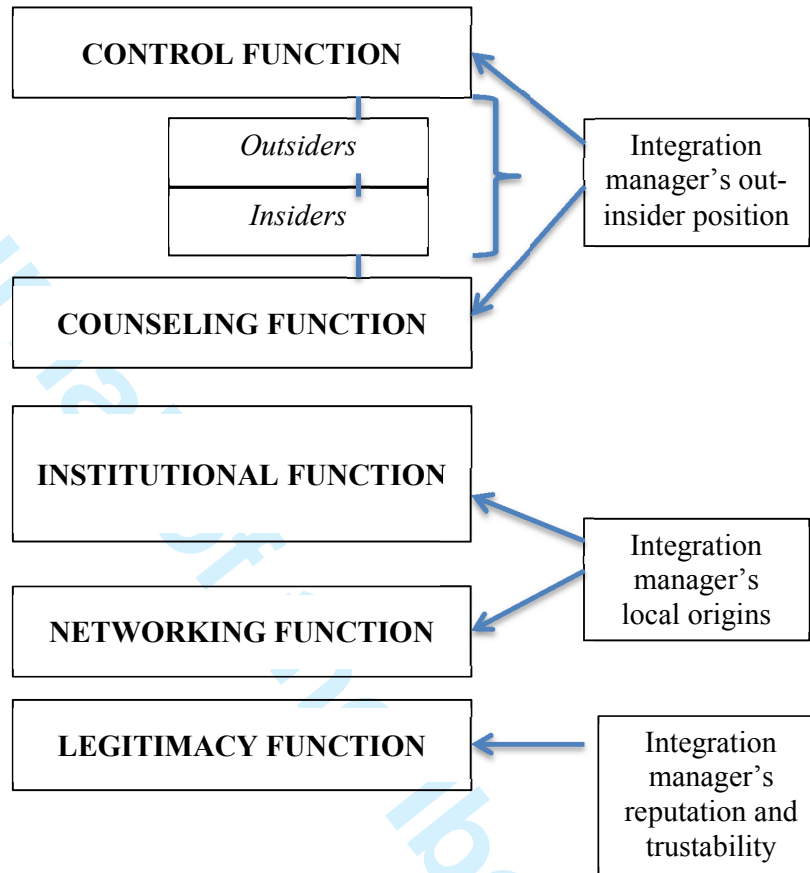 CONTROL FUNCTION
Outsiders
Insiders
COUNSELING FUNCTION
Integration
manager's out-
insider position
INSTITUTIONAL FUNCTION
NETWORKING FUNCTION
Integration
manager's
local origins
LEGITIMACY FUNCTION
Integration
manager's
reputation and
trustability